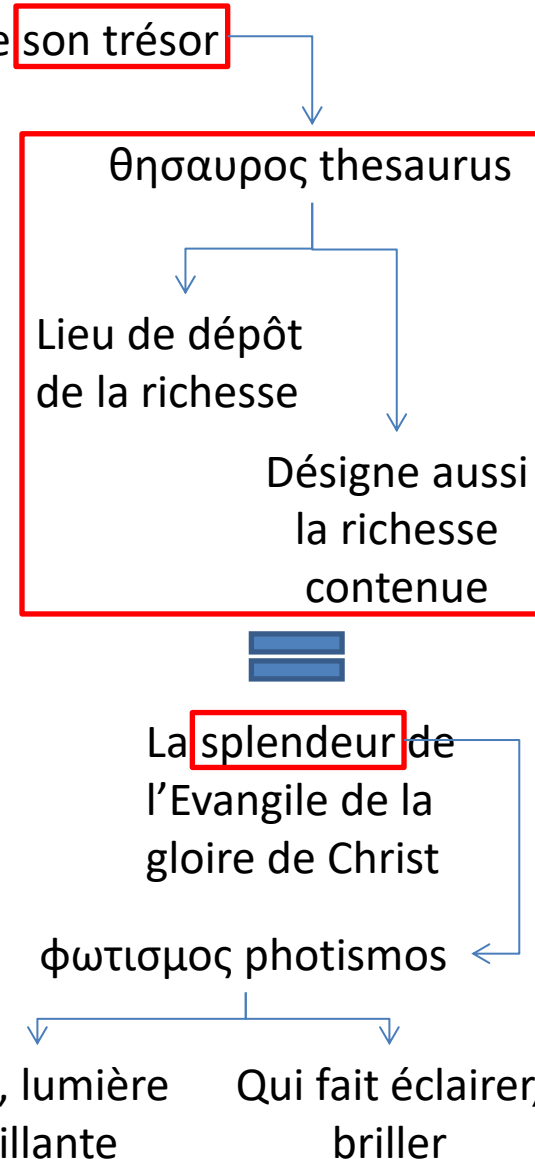 e son trésor
θησαυρος thesaurus
Lieu de dépôt
de la richesse
Désigne aussi
la richesse
contenue
La splendeur de
l’Evangile de la
gloire de Christ
φωτισμος photismos
, lumière
illante
Qui fait éclairer,
briller